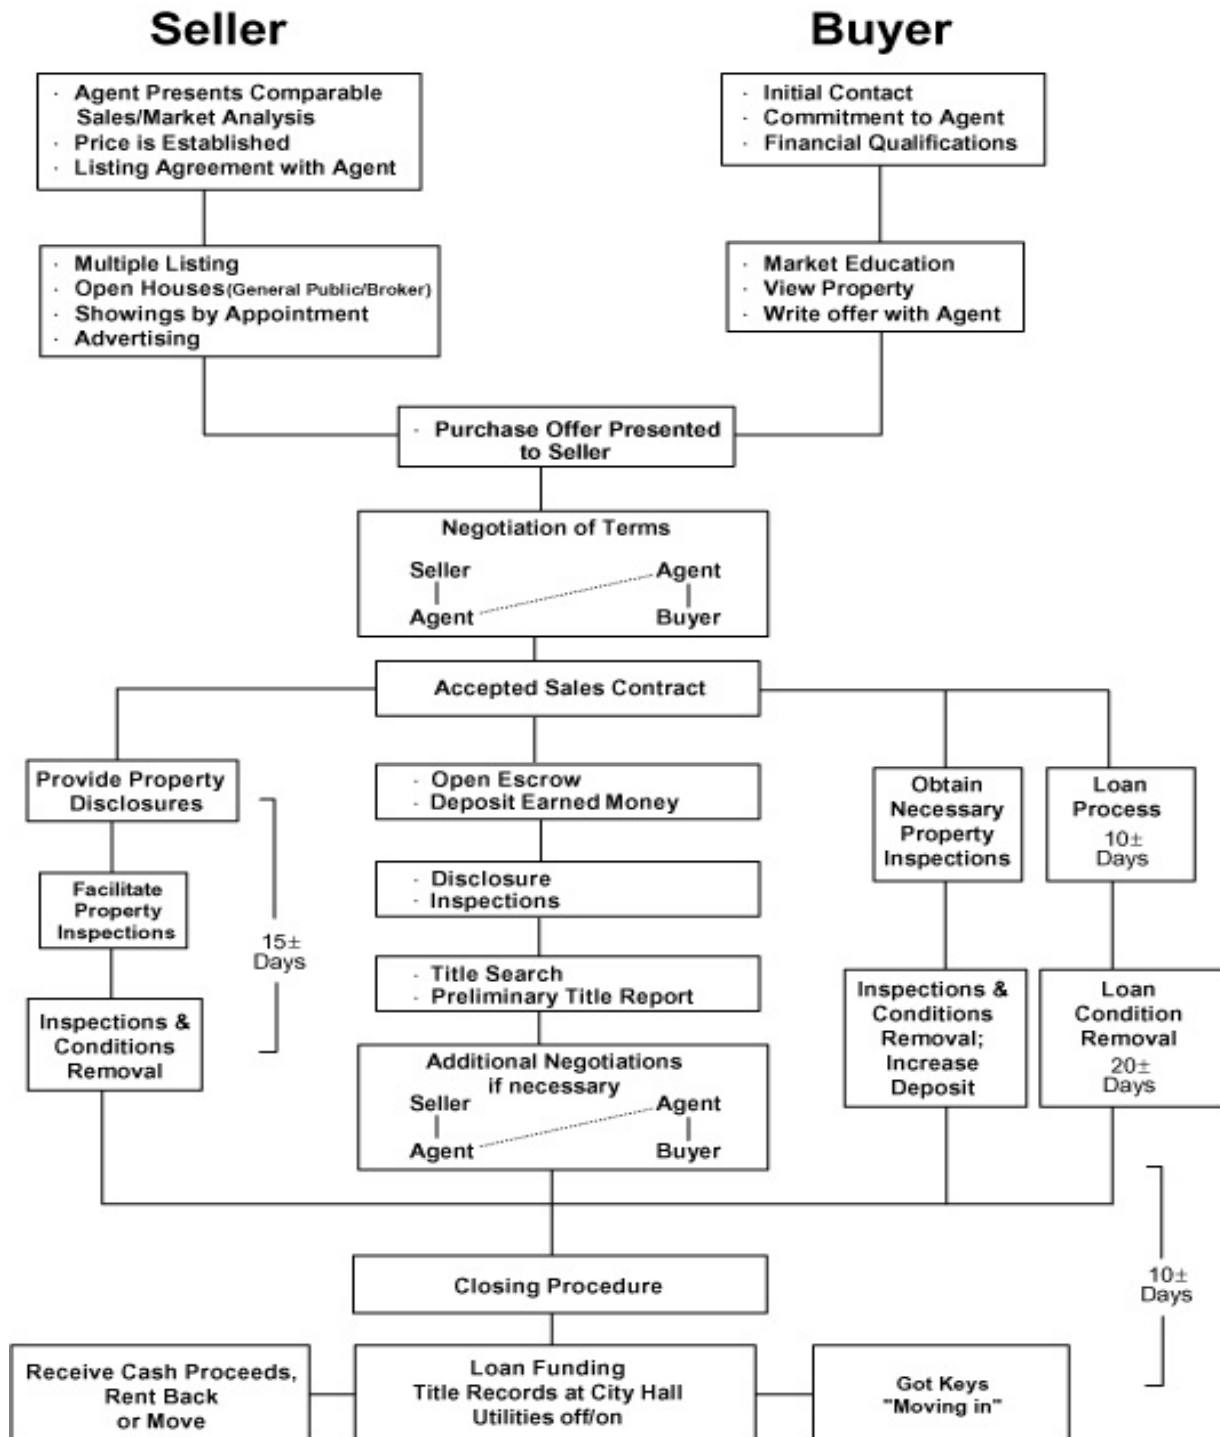 Seller
Buyer
· Agent Presents Comparable
Sales/Market Analysis
· Price is Established
· Listing Agreement with Agent
· Initial Contact
· Commitment to Agent
· Financial Qualifications
· Multiple Listing
· Open Houses (General Public/Broker)
· Showings by Appointment
· Advertising
· Market Education
· View Property
· Write offer with Agent
· Purchase Offer Presented
to Seller
Negotiation of Terms
Seller Agent
Agent Buyer
Accepted Sales Contract
Provide Property
Disclosures
Facilitate
Property
Inspections
Inspections &
Conditions
Removal
15±
Days
· Open Escrow
· Deposit Earned Money
· Disclosure
· Inspections
· Title Search
· Preliminary Title Report
Additional Negotiations
if necessary
Seller Agent
Agent Buyer
Obtain
Necessary
Property
Inspections
Inspections &
Conditions
Removal;
Increase
Deposit
Loan
Process
10±
Days
Loan
Condition
Removal
20±
Days
Closing Procedure
10±
Days
Receive Cash Proceeds,
Rent Back
or Move
Loan Funding
Title Records at City Hall
Utilities off/on
Got Keys
"Moving in"